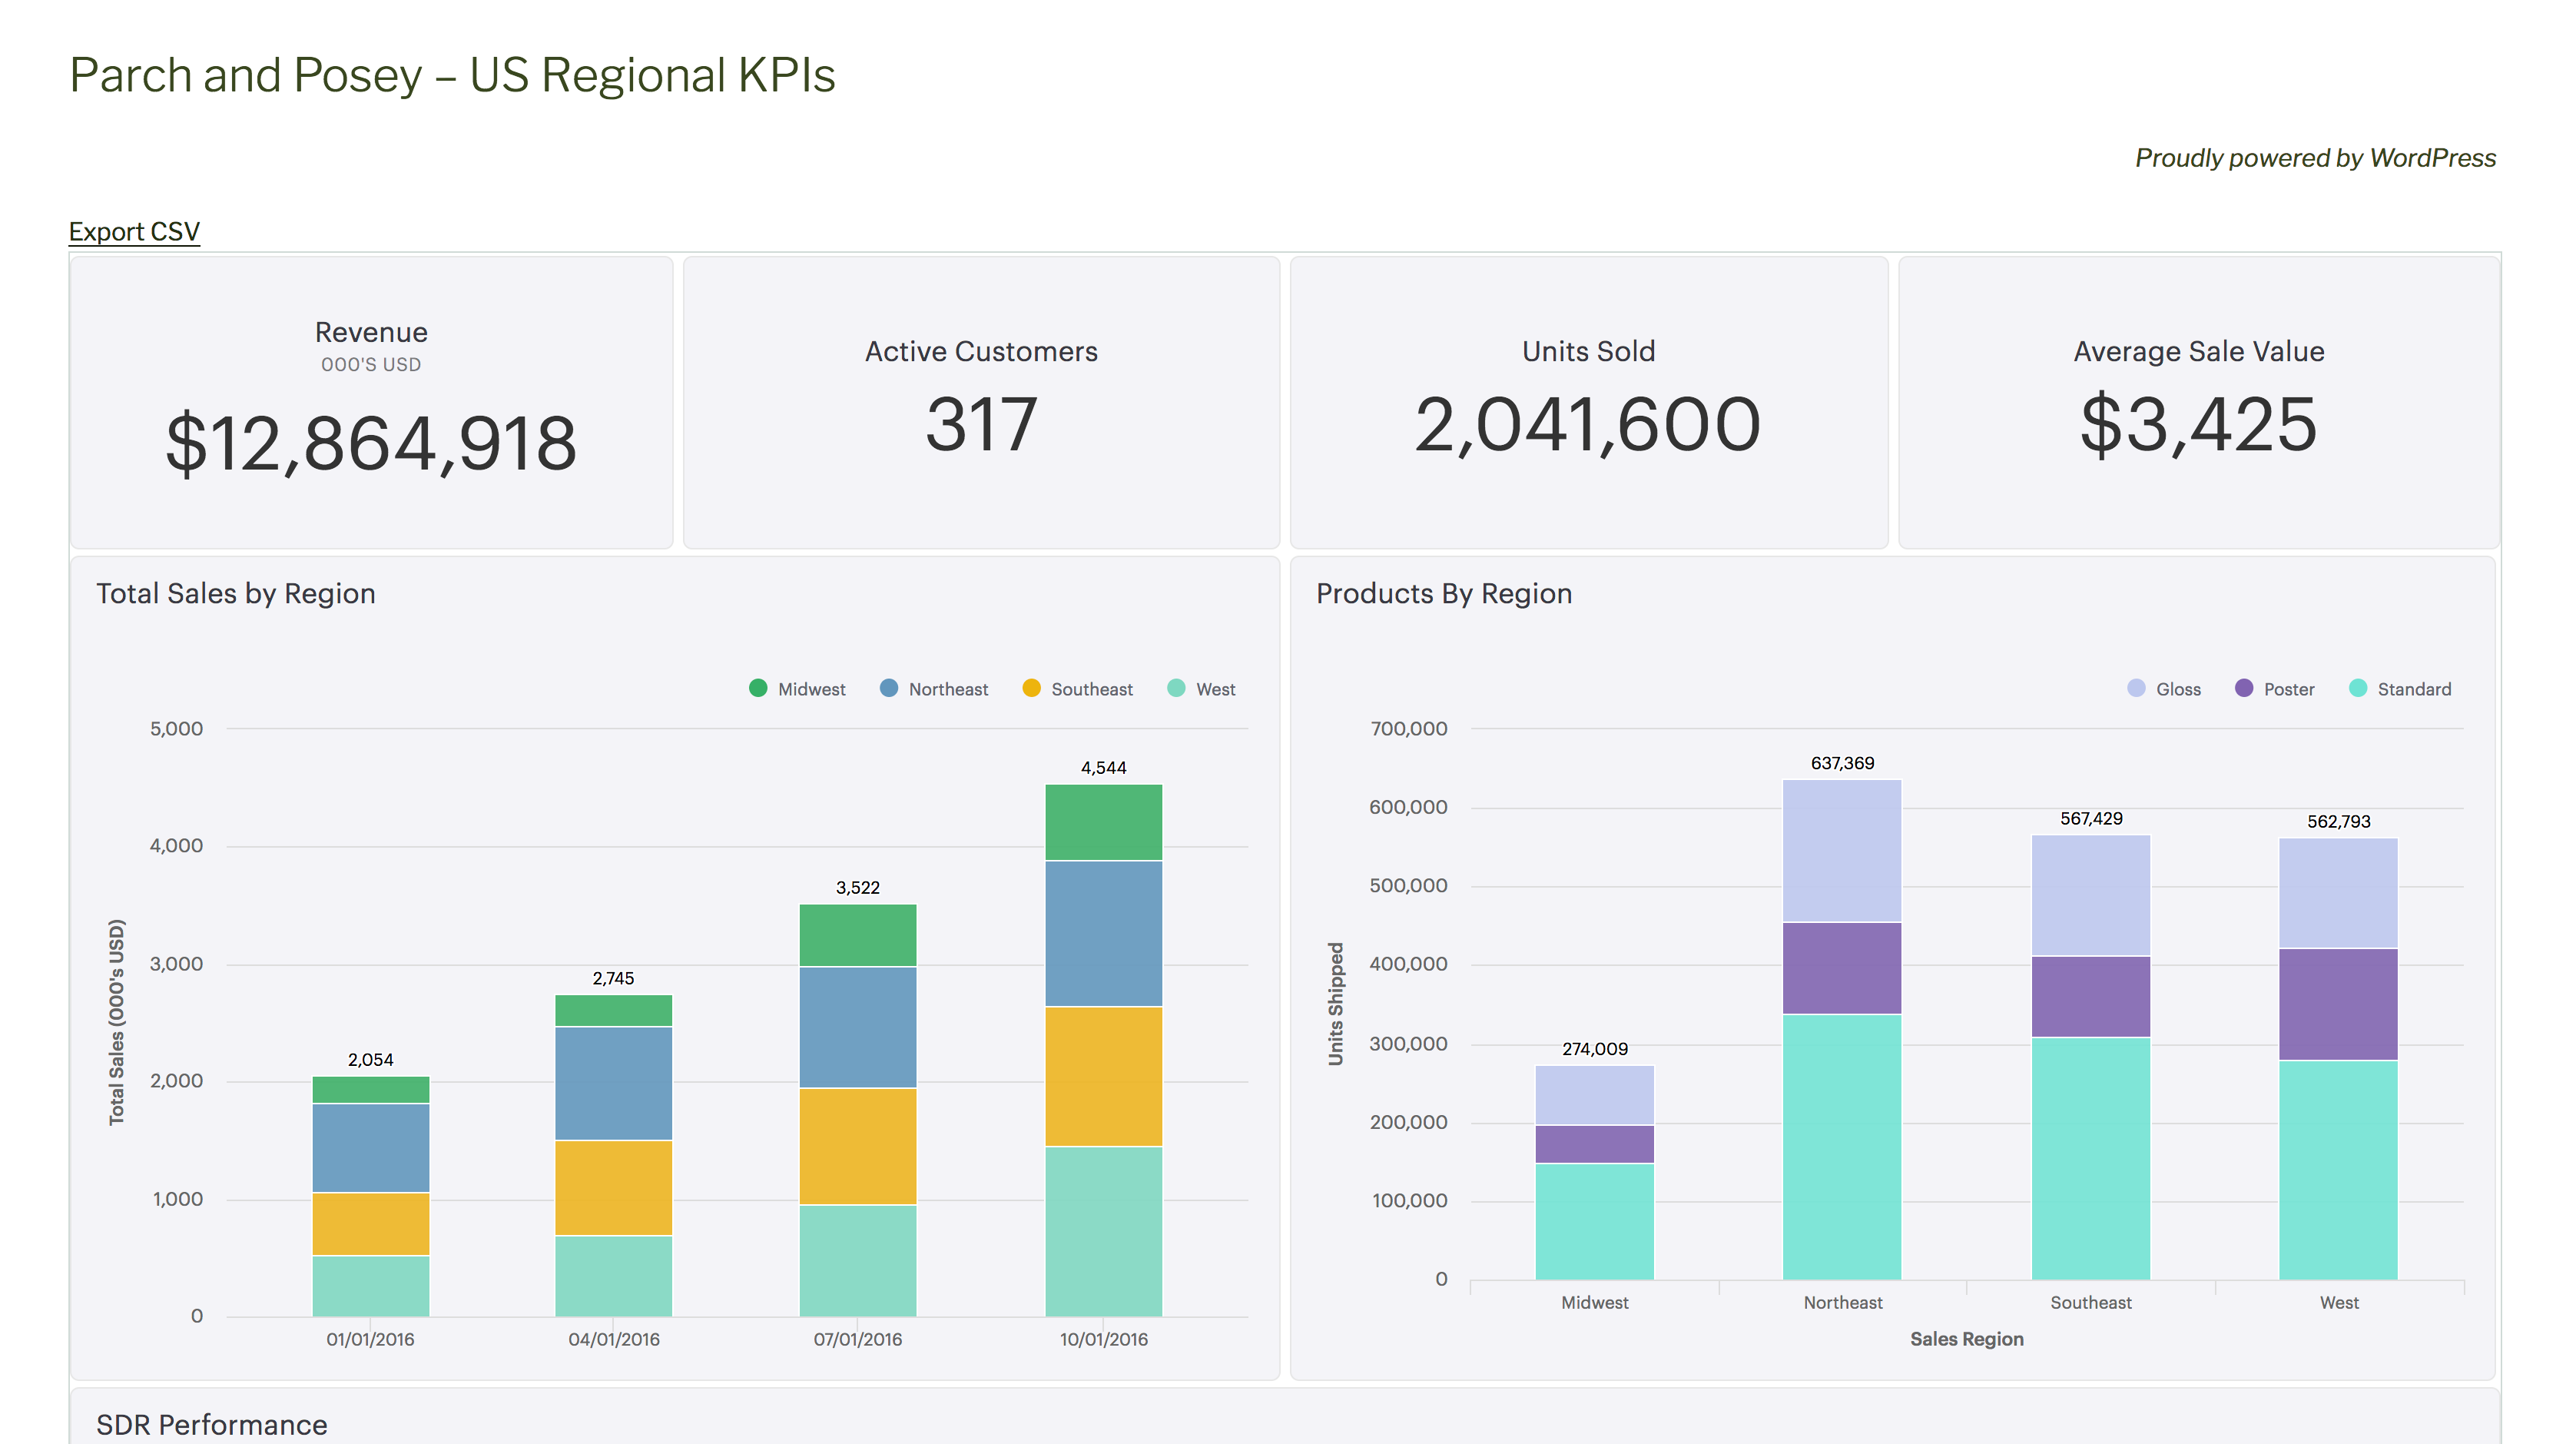 Parch and Posey – US Regional KPIs
Proudly powered by WordPress
Export CSV
Revenue
000'S USD
$12,864,918
Active Customers
317
Units Sold
2,041,600
Average Sale Value
$3,425
Total Sales by Region
Midwest Northeast Southeast West
5,000
4,000
3,000
2,000
1,000
0
Total Sales (000's USD)
2,054
2,745
3,522
4,544
01/01/2016 04/01/2016 07/01/2016 10/01/2016
Products By Region
Gloss Poster Standard
700,000
600,000
500,000
400,000
300,000
200,000
100,000
0
Units Shipped
274,009
637,369
567,429
562,793
Midwest Northeast Southeast West
Sales Region
SDR Performance